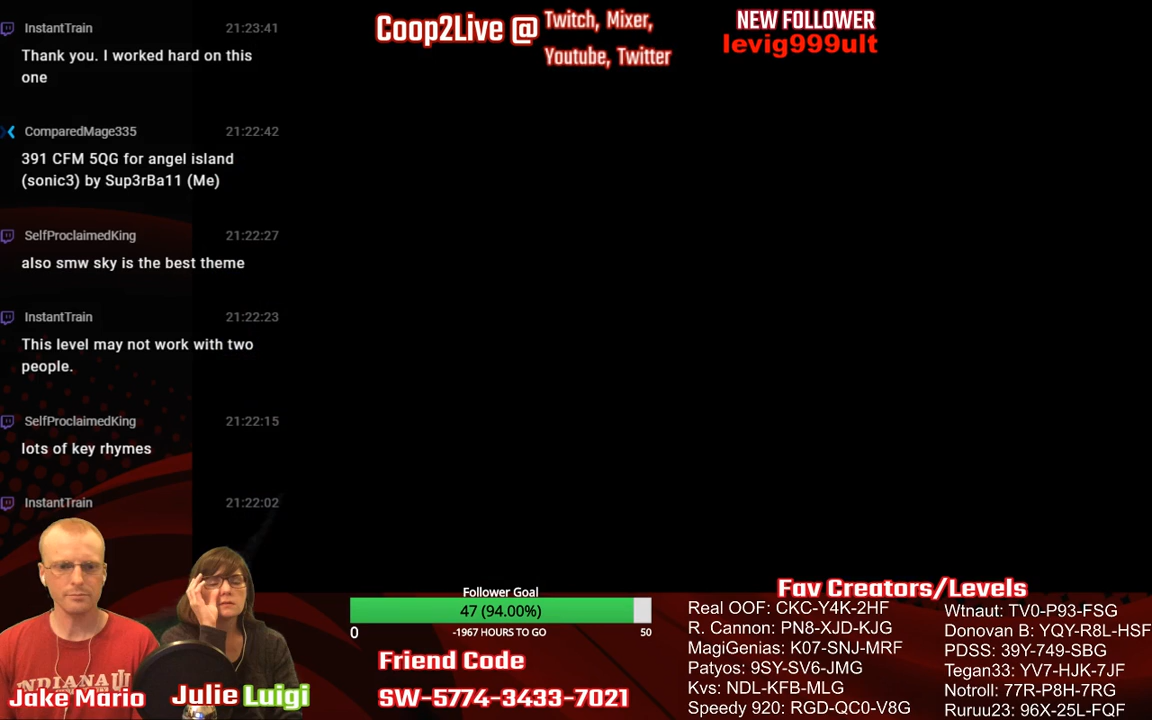 InstantTrain 21:23:41
Thank you. I worked hard on this
one
ComparedMage335 21:22:42
391 CFM 5QG for angel island
(sonic3) by Sup3rBa11 (Me)
SelfProclaimedKing 21:22:27
also smw sky is the best theme
InstantTrain 21:22:23
This level may not work with two
people.
SelfProclaimedKing 21:22:15
lots of key rhymes
InstantTrain 21:22:02
Coop2Live @ Twitch, Mixer,
Youtube, Twitter
NEW FOLLOWER
levig999ult
INDIANA
Jake Mario
Julie Luigi
Follower Goal
47 (94.00%)
0 -1967 HOURS TO GO 50
Friend Code
SW-5774-3433-7021
Fav Creators/Levels
Real OOF: CKC-Y4K-2HF
R. Cannon: PN8-XJD-KJG
MagiGenias: K07-SNJ-MRF
Patyos: 9SY-SV6-JMG
Kvs: NDL-KFB-MLG
Speedy 920: RGD-QC0-V8G
Wtnaut: TV0-P93-FSG
Donovan B: YQY-R8L-HSF
PDSS: 39Y-749-SBG
Tegan33: YV7-HJK-7JF
Notroll: 77R-P8H-7RG
Ruruu23: 96X-25L-FQF